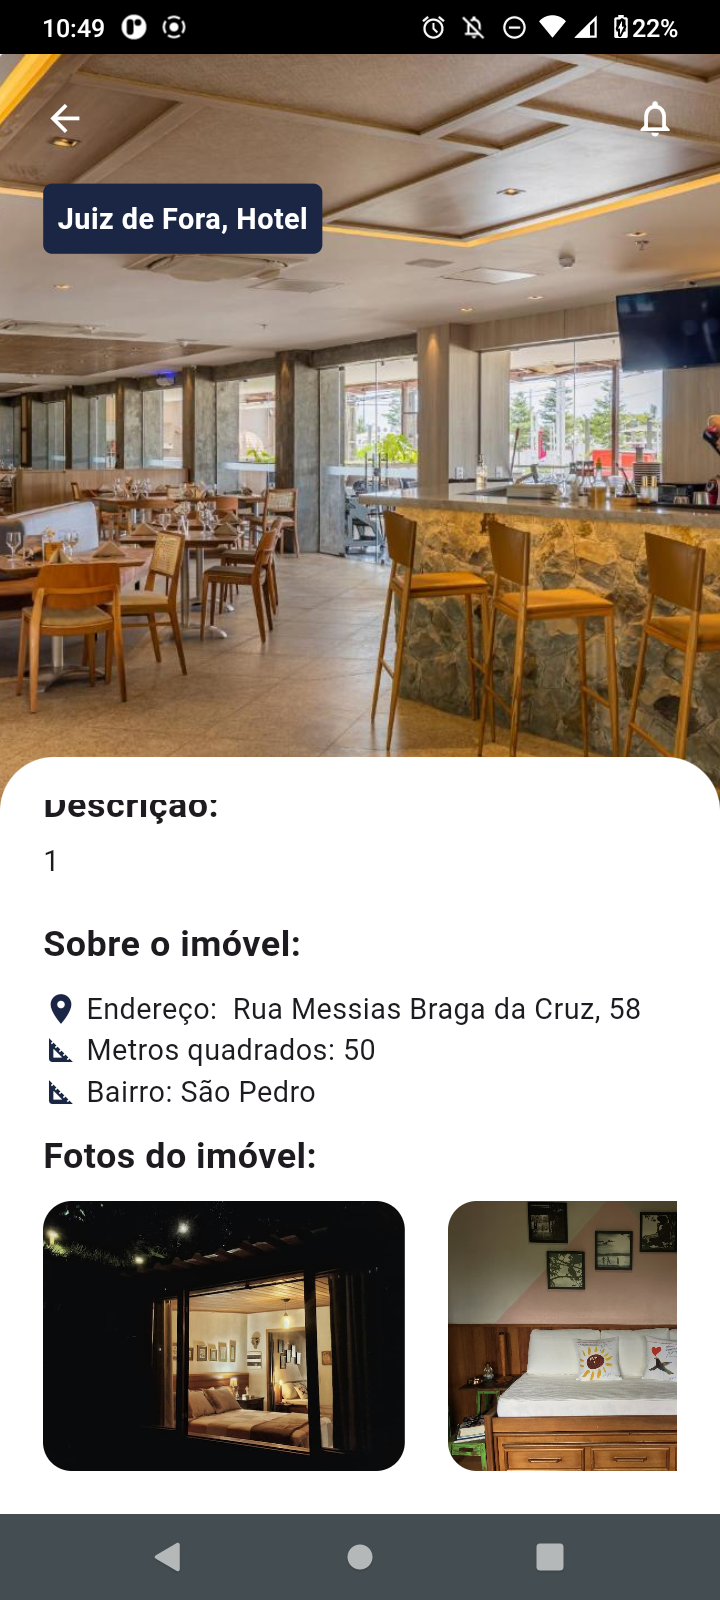 10:49
22%
Juiz de Fora, Hotel
Descrição:
1
Sobre o imóvel:
Endereço:  Rua Messias Braga da Cruz, 58
Metros quadrados: 50
Bairro: São Pedro
Fotos do imóvel: